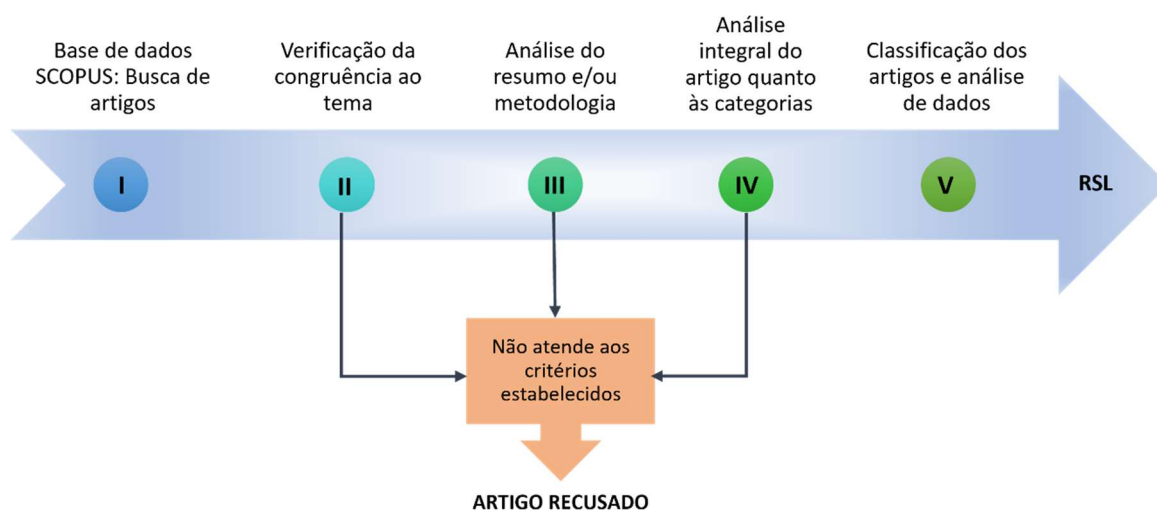 Base de dados
SCOPUS: Busca de
artigos
Verificação da
congruência ao
tema
Análise do
resumo e/ou
metodologia
Análise
integral do
artigo quanto
às categorias
Classificação dos
artigos e análise
de dados
I
II
III
IV
V
RSL
Não atende aos
critérios
estabelecidos
ARTIGO RECUSADO